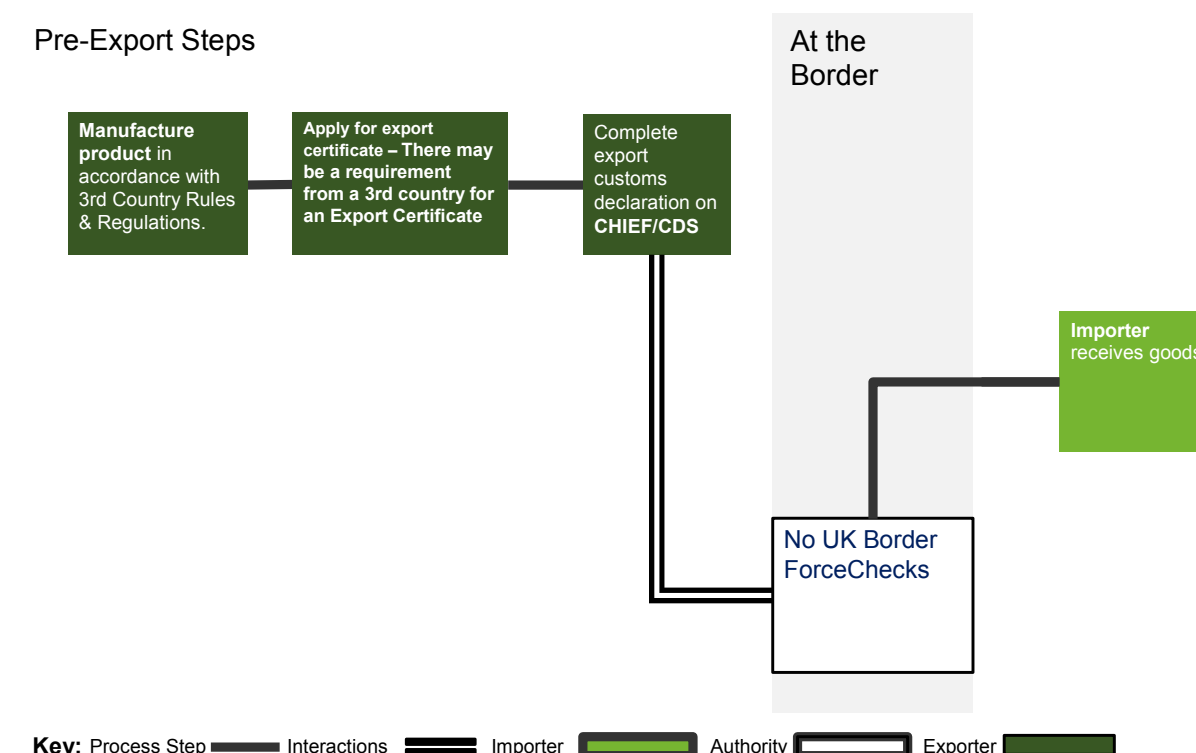 Pre-Export Steps
At the
Border
Manufacture
product in
accordance with
3rd Country Rules
& Regulations.
Apply for export
certificate – There may
be a requirement
from a 3rd country for
an Export Certificate
Complete
export
customs
declaration on
CHIEF/CDS
Importer
receives goods
No UK Border
ForceChecks
Key: Process Step Interactions Importer Authority Exporter